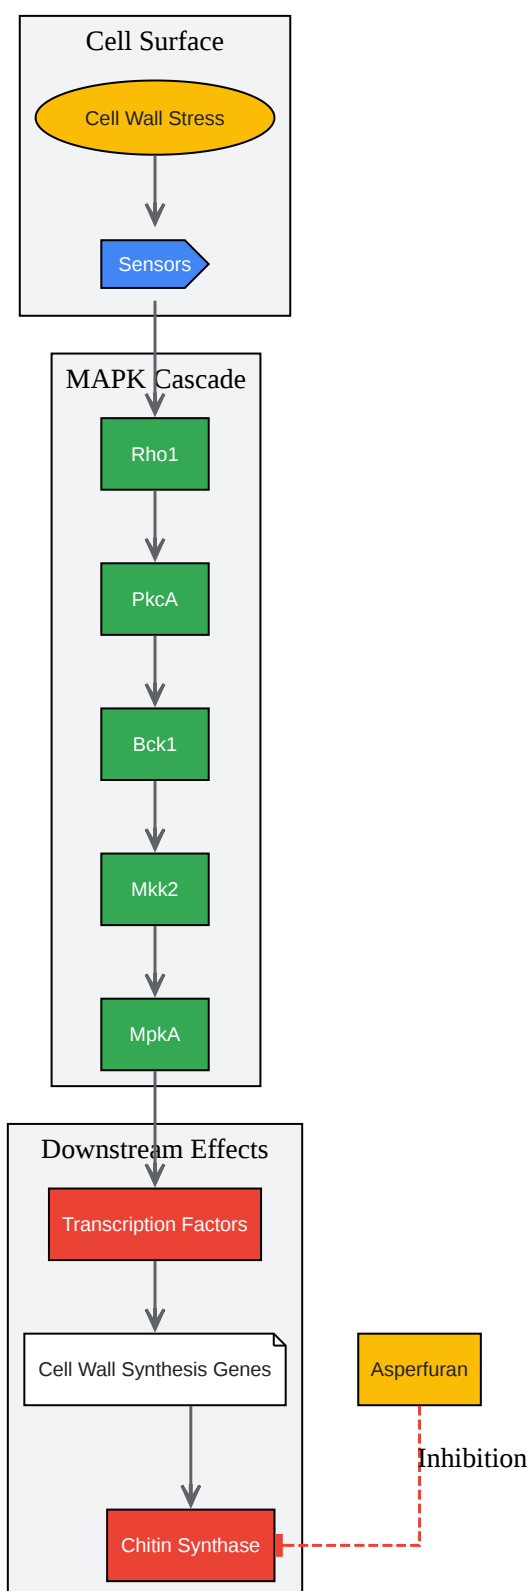 Cell Surface
Cell Wall Stress
Sensors
MAPK Cascade
Rho1
PkcA
Bck1
Mkk2
MpkA
Downstream Effects
Transcription Factors
Cell Wall Synthesis Genes
Asperfuran
Inhibition
Chitin Synthase